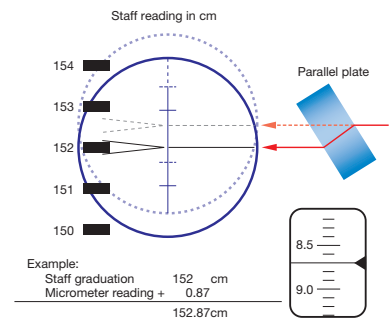 Staff reading in cm
154
Parallel plate
153
152
151
150
8.5
9.0
Example:
Staff graduation 152 cm
Micrometer reading + 0.87
152.87cm